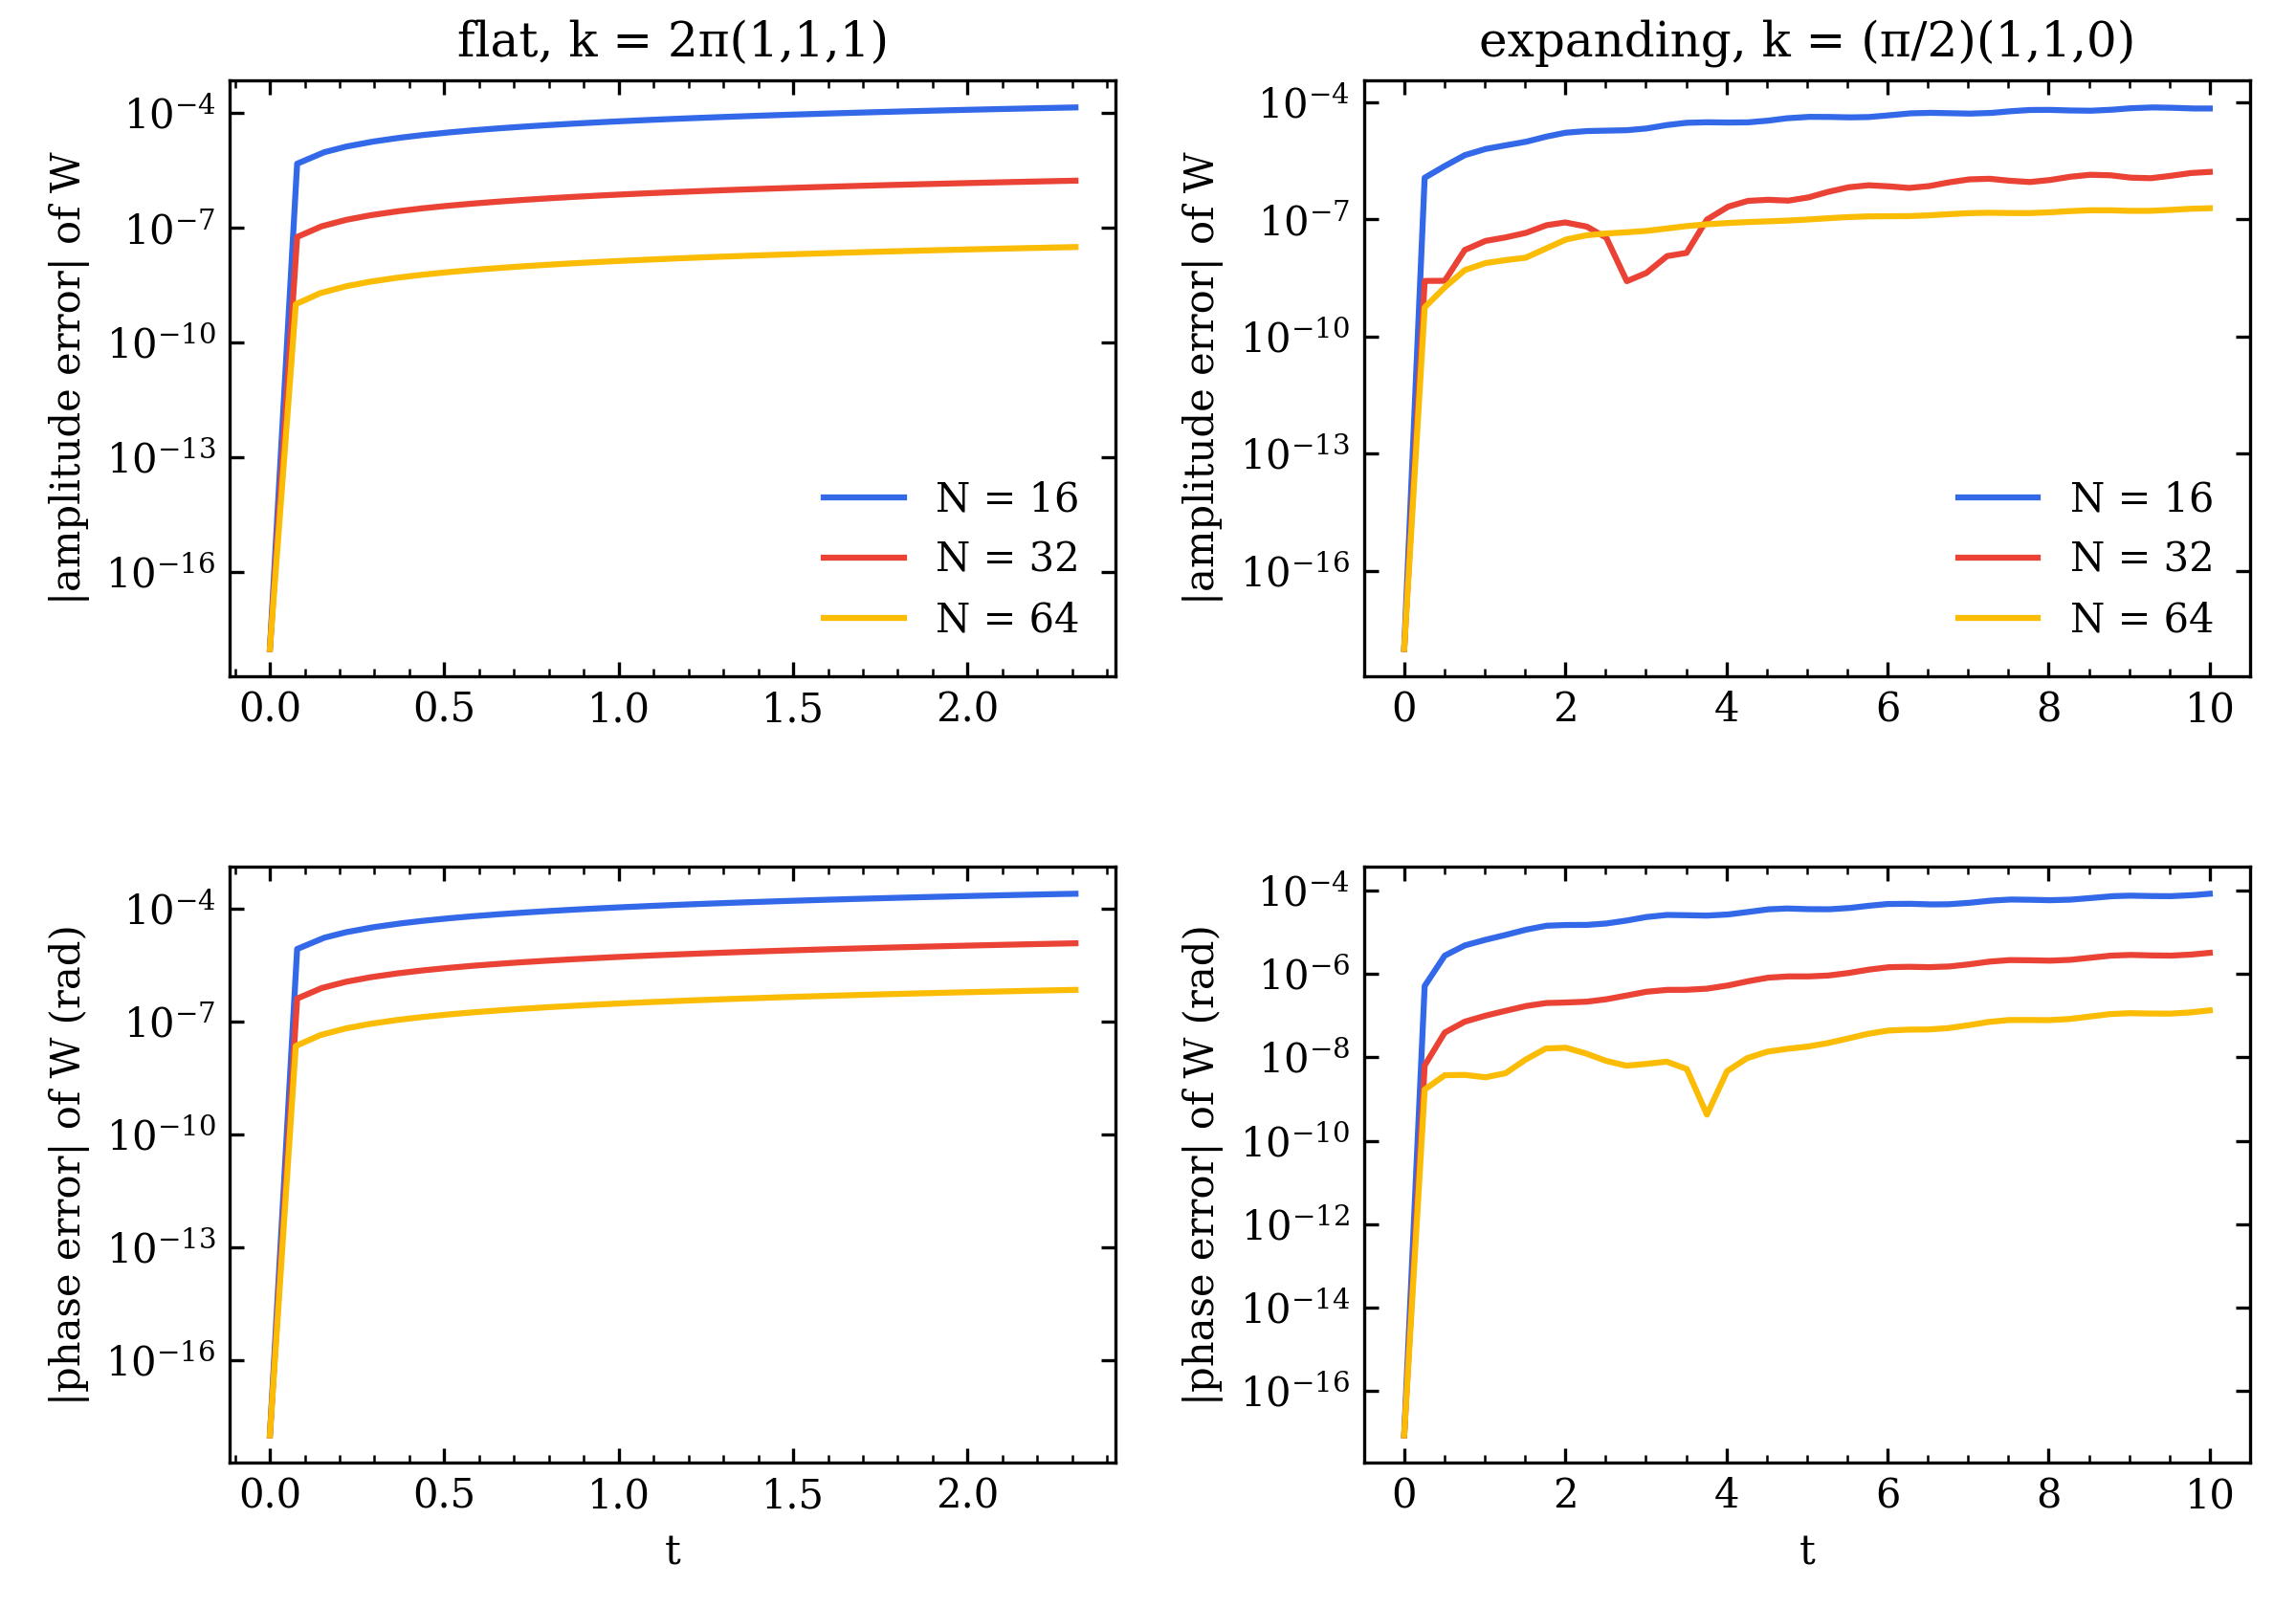 flat, k = 2π(1,1,1)
|amplitude error| of W
10⁻⁴
10⁻⁷
10⁻¹⁰
10⁻¹³
10⁻¹⁶
N = 16
N = 32
N = 64
0.0 0.5 1.0 1.5 2.0
expanding, k = (π/2)(1,1,0)
|amplitude error| of W
10⁻⁴
10⁻⁷
10⁻¹⁰
10⁻¹³
10⁻¹⁶
N = 16
N = 32
N = 64
0 2 4 6 8 10
|phase error| of W (rad)
10⁻⁴
10⁻⁷
10⁻¹⁰
10⁻¹³
10⁻¹⁶
0.0 0.5 1.0 1.5 2.0
t
|phase error| of W (rad)
10⁻⁴
10⁻⁶
10⁻⁸
10⁻¹⁰
10⁻¹²
10⁻¹⁴
10⁻¹⁶
0 2 4 6 8 10
t